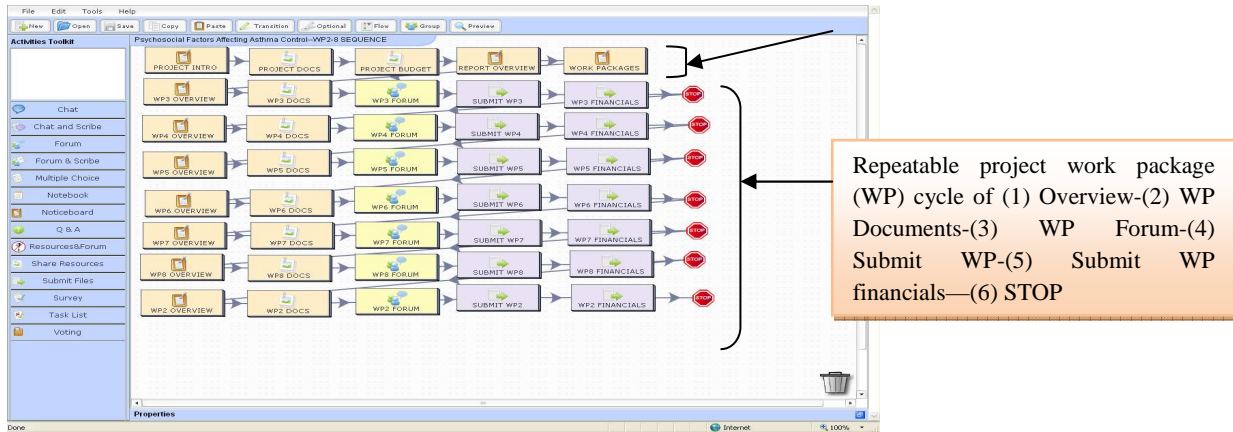 File Edit Tools Help
New Open Save Copy Paste Transition Optional Flow Group Preview
Activities Toolkit
Psychosocial Factors Affecting Asthma Control--WP2-8 SEQUENCE
PROJECT INTRO PROJECT DOCS PROJECT BUDGET REPORT OVERVIEW WORK PACKAGES
WP3 OVERVIEW WP3 DOCS WP3 FORUM SUBMIT WP3 WP3 FINANCIALS STOP
WP4 OVERVIEW WP4 DOCS WP4 FORUM SUBMIT WP4 WP4 FINANCIALS STOP
WP5 OVERVIEW WP5 DOCS WP5 FORUM SUBMIT WP5 WP5 FINANCIALS STOP
WP6 OVERVIEW WP6 DOCS WP6 FORUM SUBMIT WP6 WP6 FINANCIALS STOP
WP7 OVERVIEW WP7 DOCS WP7 FORUM SUBMIT WP7 WP7 FINANCIALS STOP
WP8 OVERVIEW WP8 DOCS WP8 FORUM SUBMIT WP8 WP8 FINANCIALS STOP
WP2 OVERVIEW WP2 DOCS WP2 FORUM SUBMIT WP2 WP2 FINANCIALS STOP
Chat
Chat and Scribe
Forum
Forum & Scribe
Multiple Choice
Notebook
Noticeboard
Q & A
Resources&Forum
Share Resources
Submit Files
Survey
Task List
Voting
Properties
Done Internet 100%
Repeatable project work package
(WP) cycle of (1) Overview-(2) WP
Documents-(3) WP Forum-(4)
Submit WP-(5) Submit WP
financials—(6) STOP